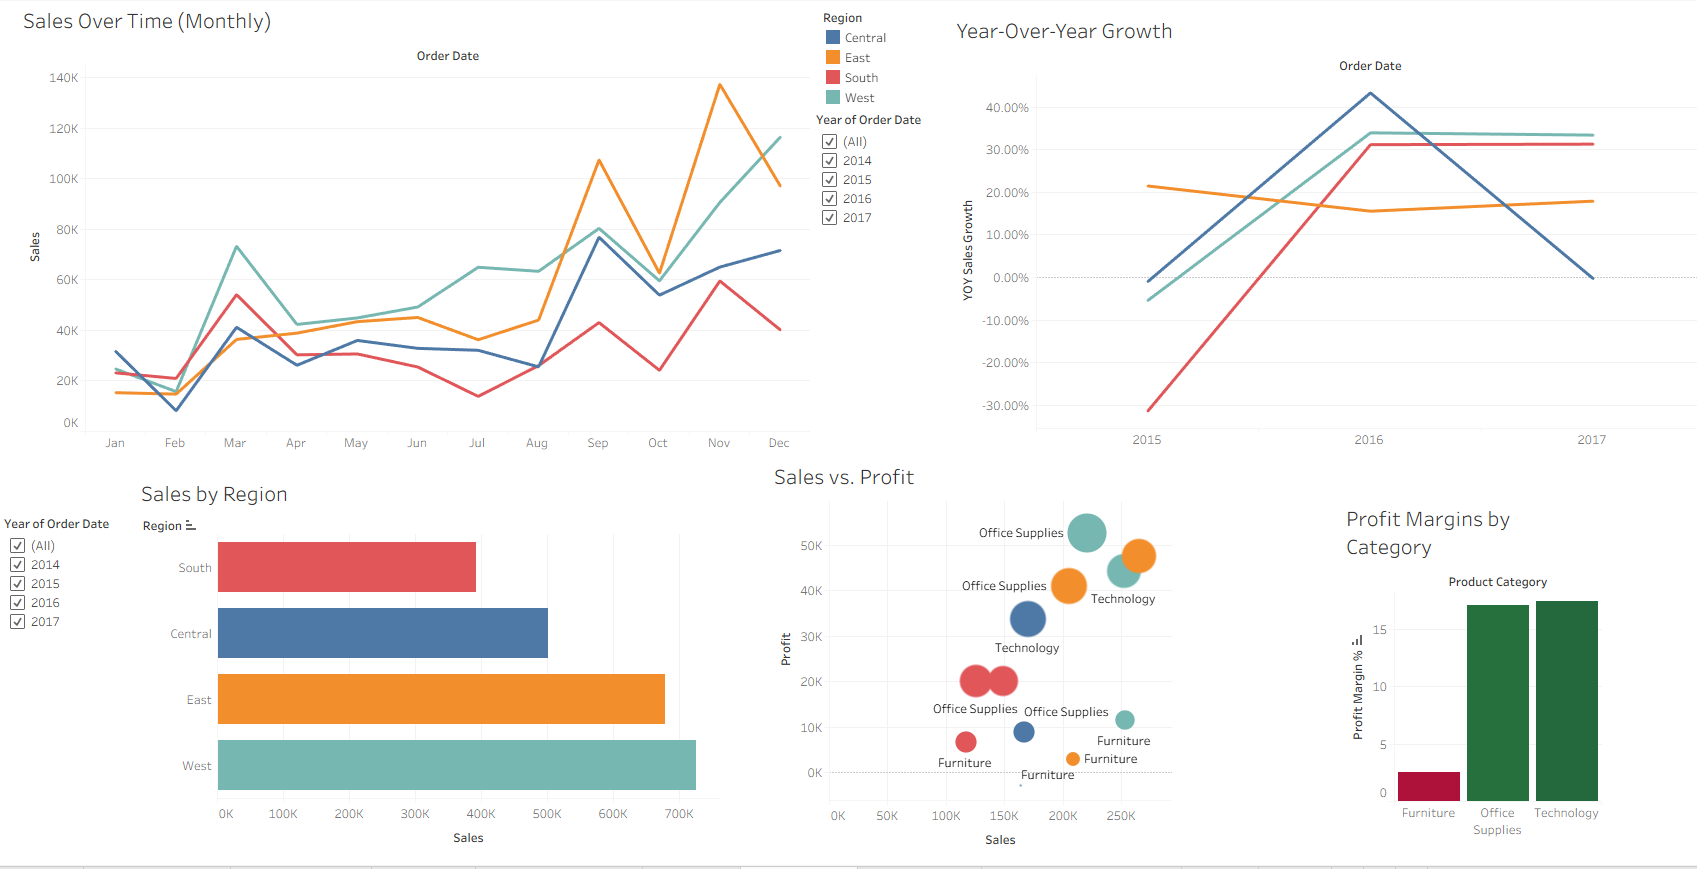 Sales Over Time (Monthly)
Order Date
140K
120K
100K
80K
60K
40K
20K
0K
Sales
Jan Feb Mar Apr May Jun Jul Aug Sep Oct Nov Dec
Region
Central
East
South
West
Year of Order Date
(All)
2014
2015
2016
2017
Year-Over-Year Growth
Order Date
40.00%
30.00%
20.00%
10.00%
0.00%
-10.00%
-20.00%
-30.00%
YOY Sales Growth
2015 2016 2017
Year of Order Date
(All)
2014
2015
2016
2017
Sales by Region
Region
South
Central
East
West
0K 100K 200K 300K 400K 500K 600K 700K
Sales
Sales vs. Profit
50K
40K
30K
20K
10K
0K
Profit
Office Supplies
Office Supplies
Technology
Technology
Office Supplies
Office Supplies
Furniture
Furniture
Furniture
Furniture
0K 50K 100K 150K 200K 250K
Sales
Profit Margins by
Category
Product Category
15
10
5
0
Profit Margin %
Furniture Office Technology
Supplies